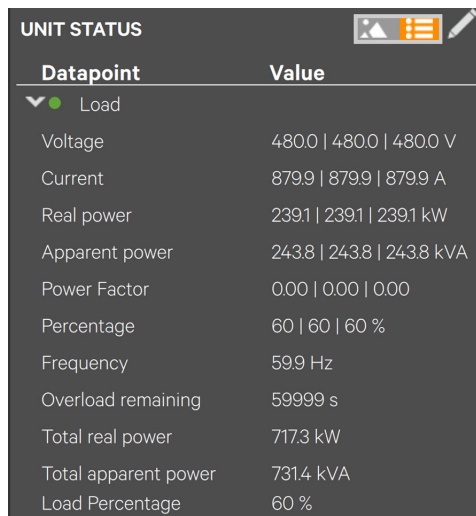 UNIT STATUS
Datapoint Value
Load
Voltage 480.0 | 480.0 | 480.0 V
Current 879.9 | 879.9 | 879.9 A
Real power 239.1 | 239.1 | 239.1 kW
Apparent power 243.8 | 243.8 | 243.8 kVA
Power Factor 0.00 | 0.00 | 0.00
Percentage 60 | 60 | 60 %
Frequency 59.9 Hz
Overload remaining 59999 s
Total real power 717.3 kW
Total apparent power 731.4 kVA
Load Percentage 60 %